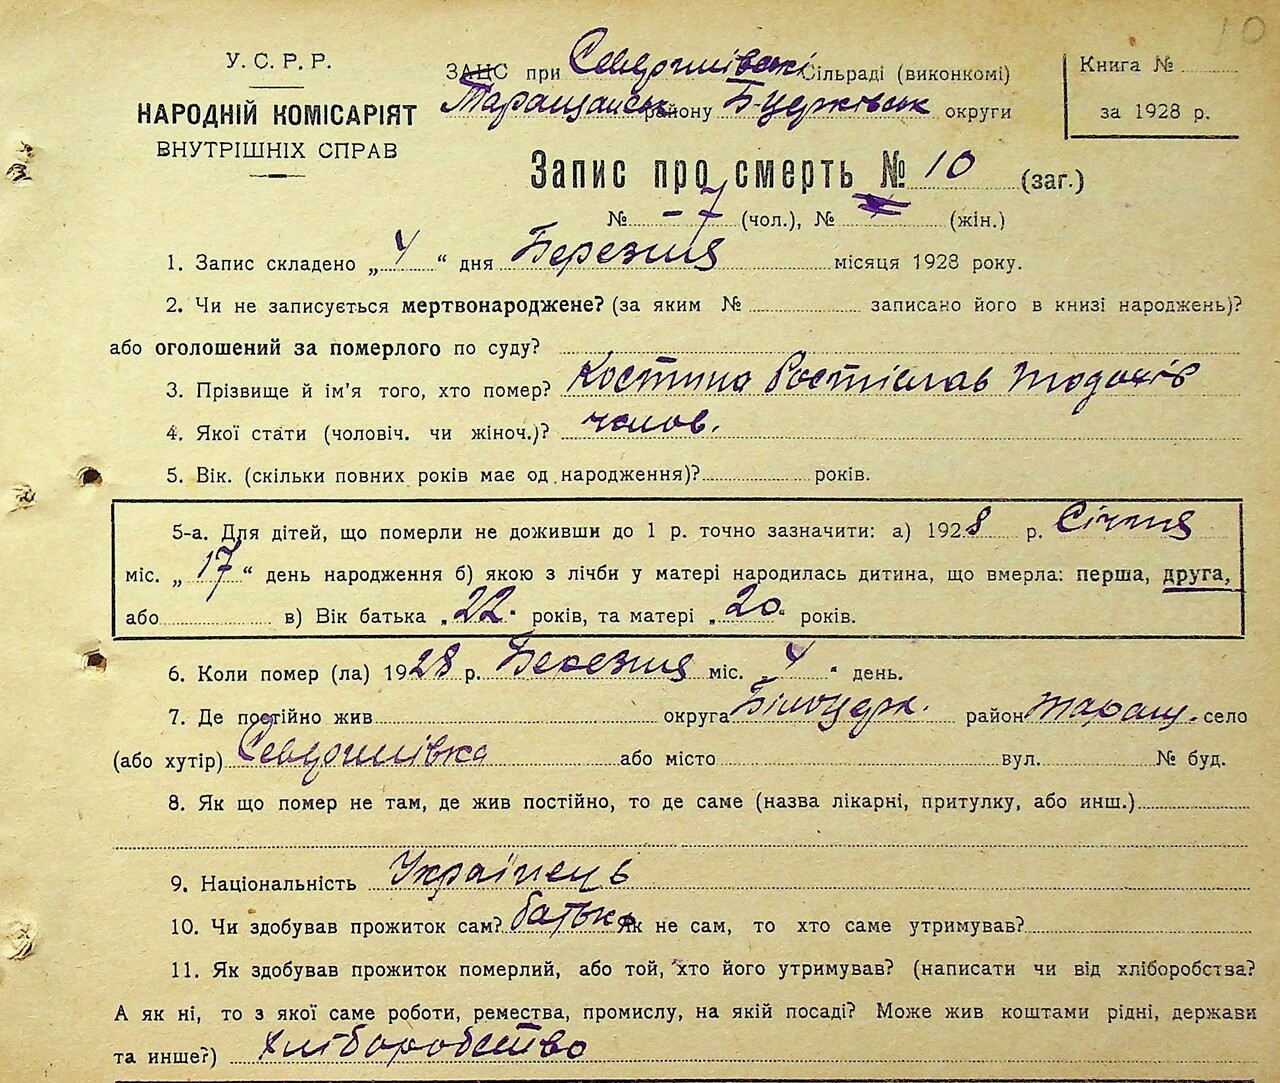 10
У. С. Р. Р.
НАРОДНІЙ КОМІСАРІЯТ
ВНУТРІШНІХ СПРАВ
ЗАЦС при Сільраді (виконкомі)
Таращанськ району Б-Церківськ округи
Книга №
за 1928 р.
Запис про смерть № 10 (заг.)
№ 7 (чол.), № (жін.)
1. Запис складено „4“ дня Березня місяця 1928 року.
2. Чи не записується мертвонароджене? (за яким № записано його в книзі народжень)?
або оголошений за померлого по суду?
3. Прізвище й ім'я того, хто помер? Костина Ростіслав
4. Якої стати (чоловіч. чи жіноч.)? чолов.
5. Вік. (скільки повних років має од народження)? років.
5-а. Для дітей, що померли не доживши до 1 р. точно зазначити: а) 1928 р. Січня
міс. „17“ день народження б) якою з лічби у матері народилась дитина, що вмерла: перша, друга,
або в) Вік батька „22“ років, та матері „20“ років.
6. Коли помер (ла) 1928 р. Березня міс. „4“ день.
7. Де постійно жив округа Білоцерк. район Таращ. село
(або хутір) або місто вул. № буд.
8. Як що помер не там, де жив постійно, то де саме (назва лікарні, притулку, або инш.)
9. Національність Українець
10. Чи здобував прожиток сам? батько Як не сам, то хто саме утримував?
11. Як здобував прожиток померлий, або той, хто його утримував? (написати чи від хліборобства?
А як ні, то з якої саме роботи, ремества, промислу, на якій посаді? Може жив коштами рідні, держави
та инше?) хліборобство